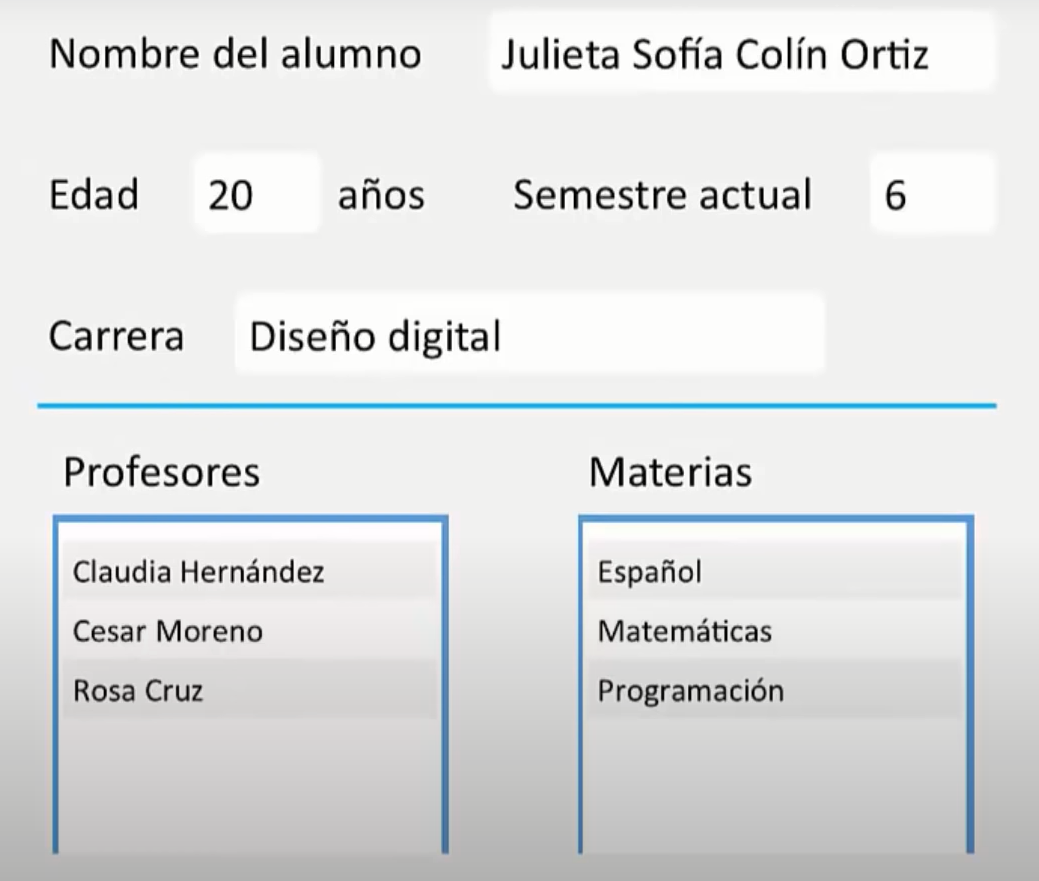 Nombre del alumno Julieta Sofía Colín Ortiz
Edad 20 años Semestre actual 6
Carrera Diseño digital
Profesores
Claudia Hernández
Cesar Moreno
Rosa Cruz
Materias
Español
Matemáticas
Programación